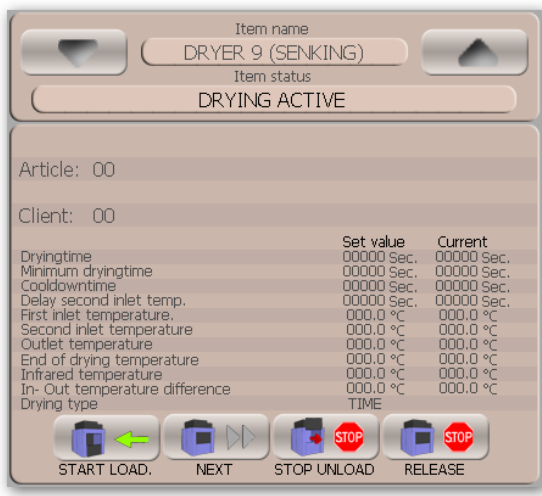 Item name
DRYER 9 (SENKING)
Item status
DRYING ACTIVE
Article: 00
Client: 00
Set value Current
Dryingtime 00000 Sec. 00000 Sec.
Minimum dryingtime 00000 Sec. 00000 Sec.
Cooldowntime 00000 Sec. 00000 Sec.
Delay second inlet temp. 00000 Sec. 00000 Sec.
First inlet temperature. 000.0 °C 000.0 °C
Second inlet temperature 000.0 °C 000.0 °C
Outlet temperature 000.0 °C 000.0 °C
End of drying temperature 000.0 °C 000.0 °C
Infrared temperature 000.0 °C 000.0 °C
In- Out temperature difference 000.0 °C 000.0 °C
Drying type TIME
STOP STOP
START LOAD. NEXT STOP UNLOAD RELEASE